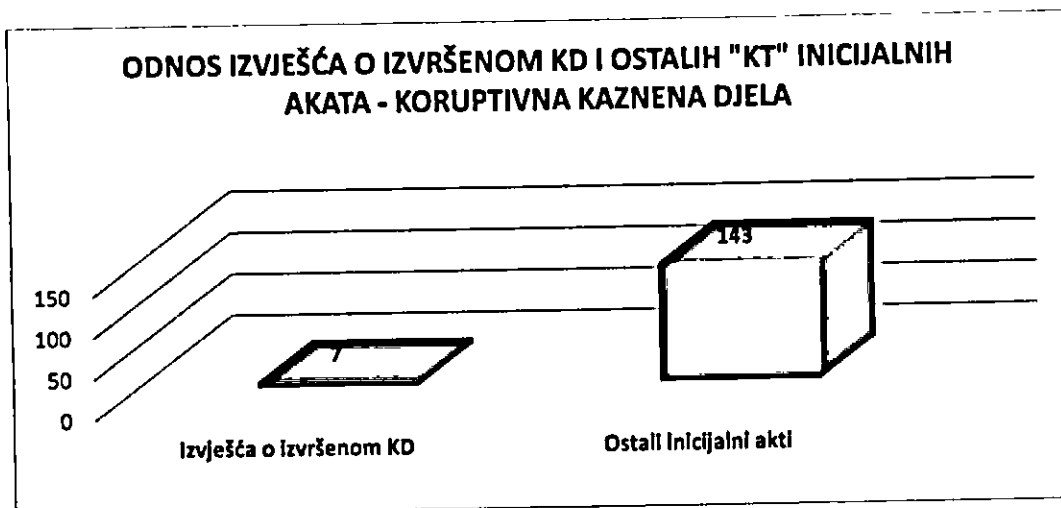 ODNOS IZVJEŠĆA O IZVRŠENOM KD I OSTALIH "KT" INICIJALNIH
AKATA - KORUPTIVNA KAZNENA DJELA
143
7
150
100
50
0
Izvješća o izvršenom KD
Ostali inicijalni akti